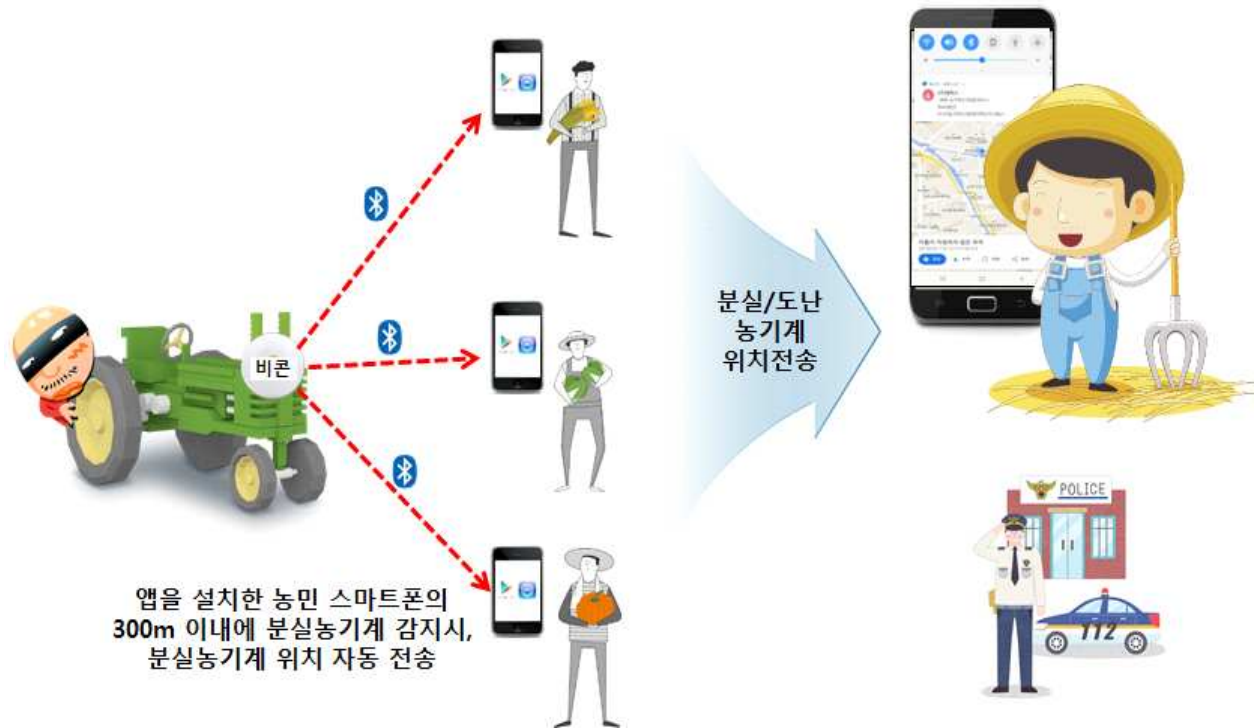 비콘
앱을 설치한 농민 스마트폰의
300m 이내에 분실농기계 감지시,
분실농기계 위치 자동 전송
분실/도난
농기계
위치전송
POLICE
112